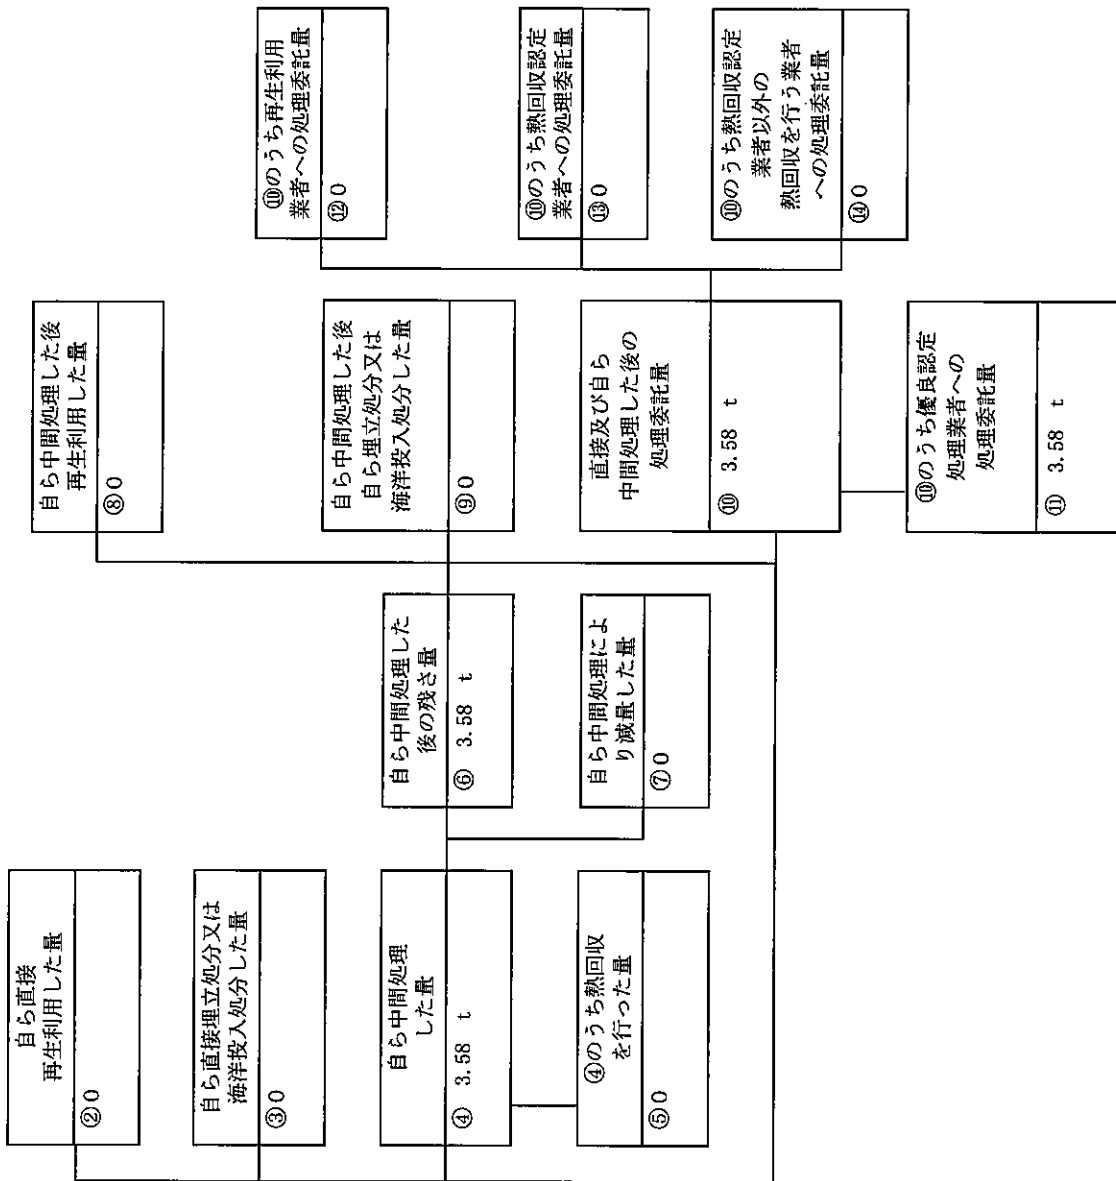 自ら直接
再生利用した量
②0
自ら直接埋立処分又は
海洋投入処分した量
③0
自ら中間処理
した量
④ 3.58 t
④のうち熱回収
を行った量
⑤0
自ら中間処理した
後の残さ量
⑥ 3.58 t
自ら中間処理によ
り減量した量
⑦0
自ら中間処理した後
再生利用した量
⑧0
自ら中間処理した後
自ら埋立処分又は
海洋投入処分した量
⑨0
直接及び自ら
中間処理した後の
処理委託量
⑩ 3.58 t
⑩のうち優良認定
処理業者への
処理委託量
⑪ 3.58 t
⑩のうち再生利用
業者への処理委託量
⑫0
⑩のうち熱回収認定
業者への処理委託量
⑬0
⑩のうち熱回収認定
業者以外の
熱回収を行う業者
への処理委託量
⑭0